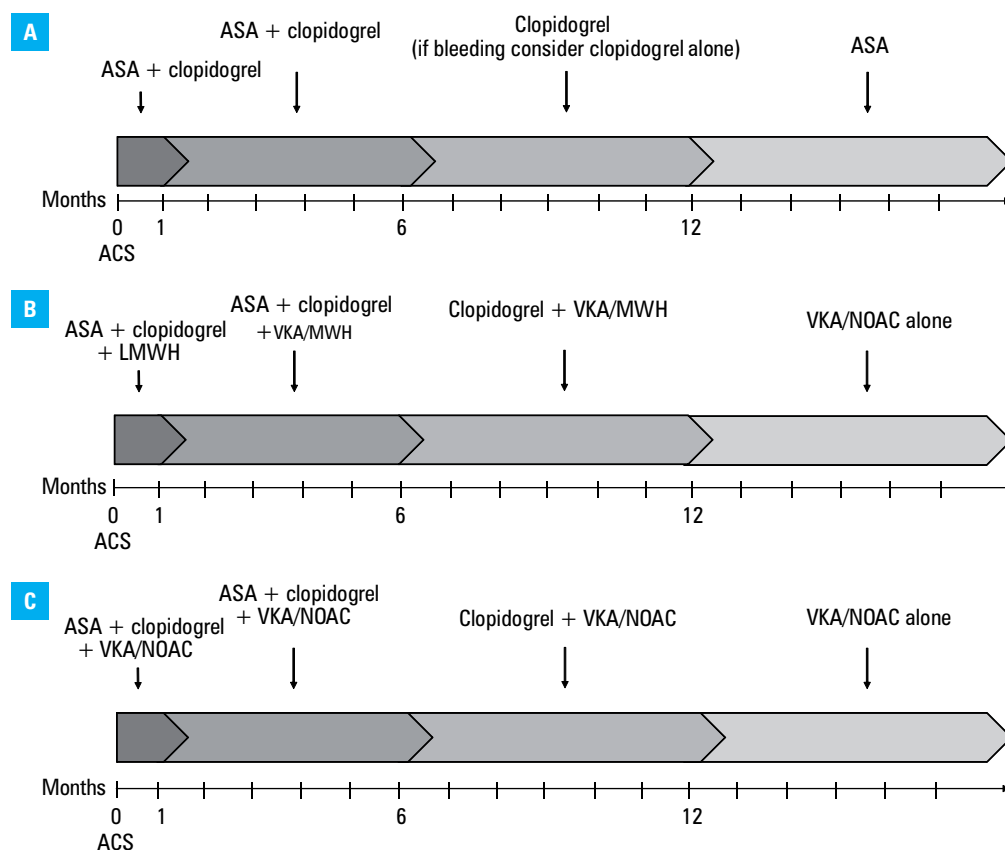 A
ASA + clopidogrel
ASA + clopidogrel
Clopidogrel
(if bleeding consider clopidogrel alone)
ASA
Months
0
1
6
12
ACS
B
ASA + clopidogrel
+ LMWH
ASA + clopidogrel
+VKA/MWH
Clopidogrel + VKA/MWH
VKA/NOAC alone
Months
0
1
6
12
ACS
C
ASA + clopidogrel
+ VKA/NOAC
ASA + clopidogrel
+ VKA/NOAC
Clopidogrel + VKA/NOAC
VKA/NOAC alone
Months
0
1
6
12
ACS